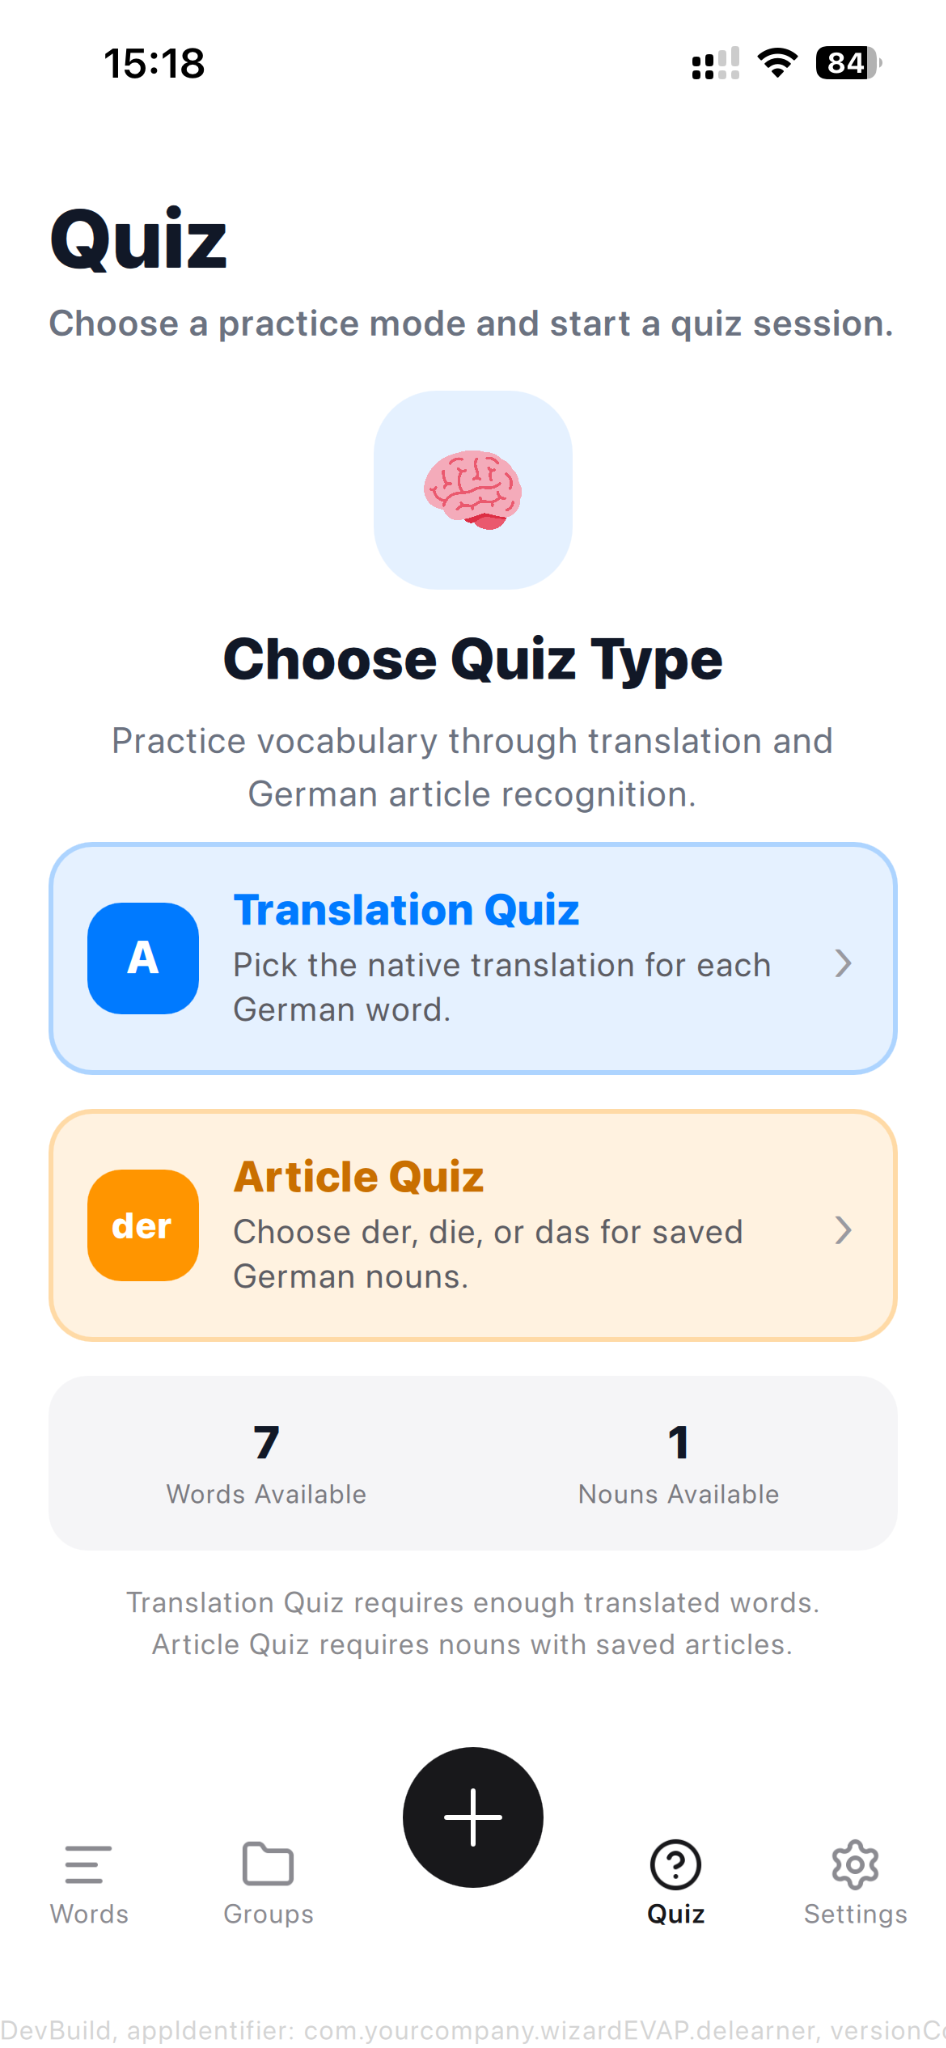 15:18
84
Quiz
Choose a practice mode and start a quiz session.
Choose Quiz Type
Practice vocabulary through translation and
German article recognition.
A
Translation Quiz
Pick the native translation for each
German word.
der
Article Quiz
Choose der, die, or das for saved
German nouns.
7
Words Available
1
Nouns Available
Translation Quiz requires enough translated words.
Article Quiz requires nouns with saved articles.
Words
Groups
Quiz
Settings
DevBuild, appIdentifier: com.yourcompany.wizardEVAP.delearner, versionCo